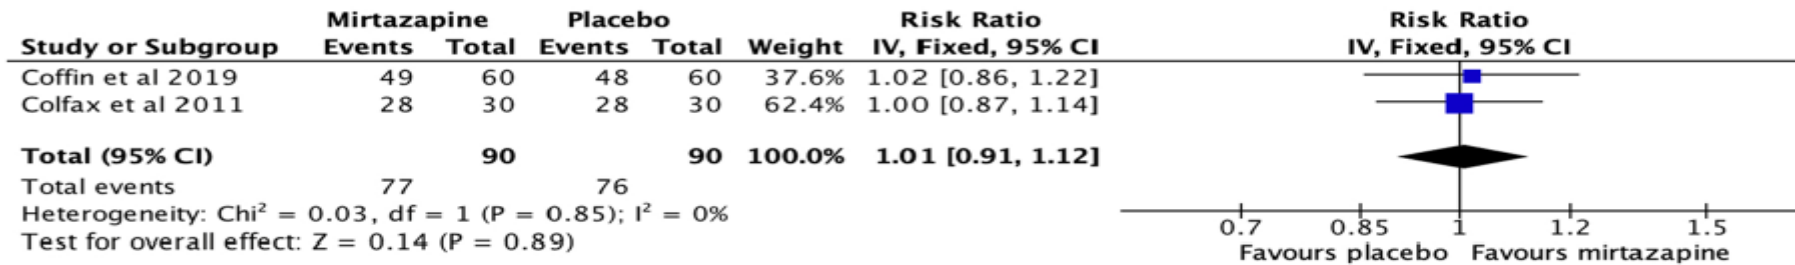 Mirtazapine Placebo Risk Ratio Risk Ratio
Study or Subgroup Events Total Events Total Weight IV, Fixed, 95% CI IV, Fixed, 95% CI
Coffin et al 2019 49 60 48 60 37.6% 1.02 [0.86, 1.22]
Colfax et al 2011 28 30 28 30 62.4% 1.00 [0.87, 1.14]
Total (95% CI) 90 90 100.0% 1.01 [0.91, 1.12]
Total events 77 76
Heterogeneity: Chi² = 0.03, df = 1 (P = 0.85); I² = 0%
Test for overall effect: Z = 0.14 (P = 0.89)
0.7 0.85 1 1.2 1.5
Favours placebo Favours mirtazapine